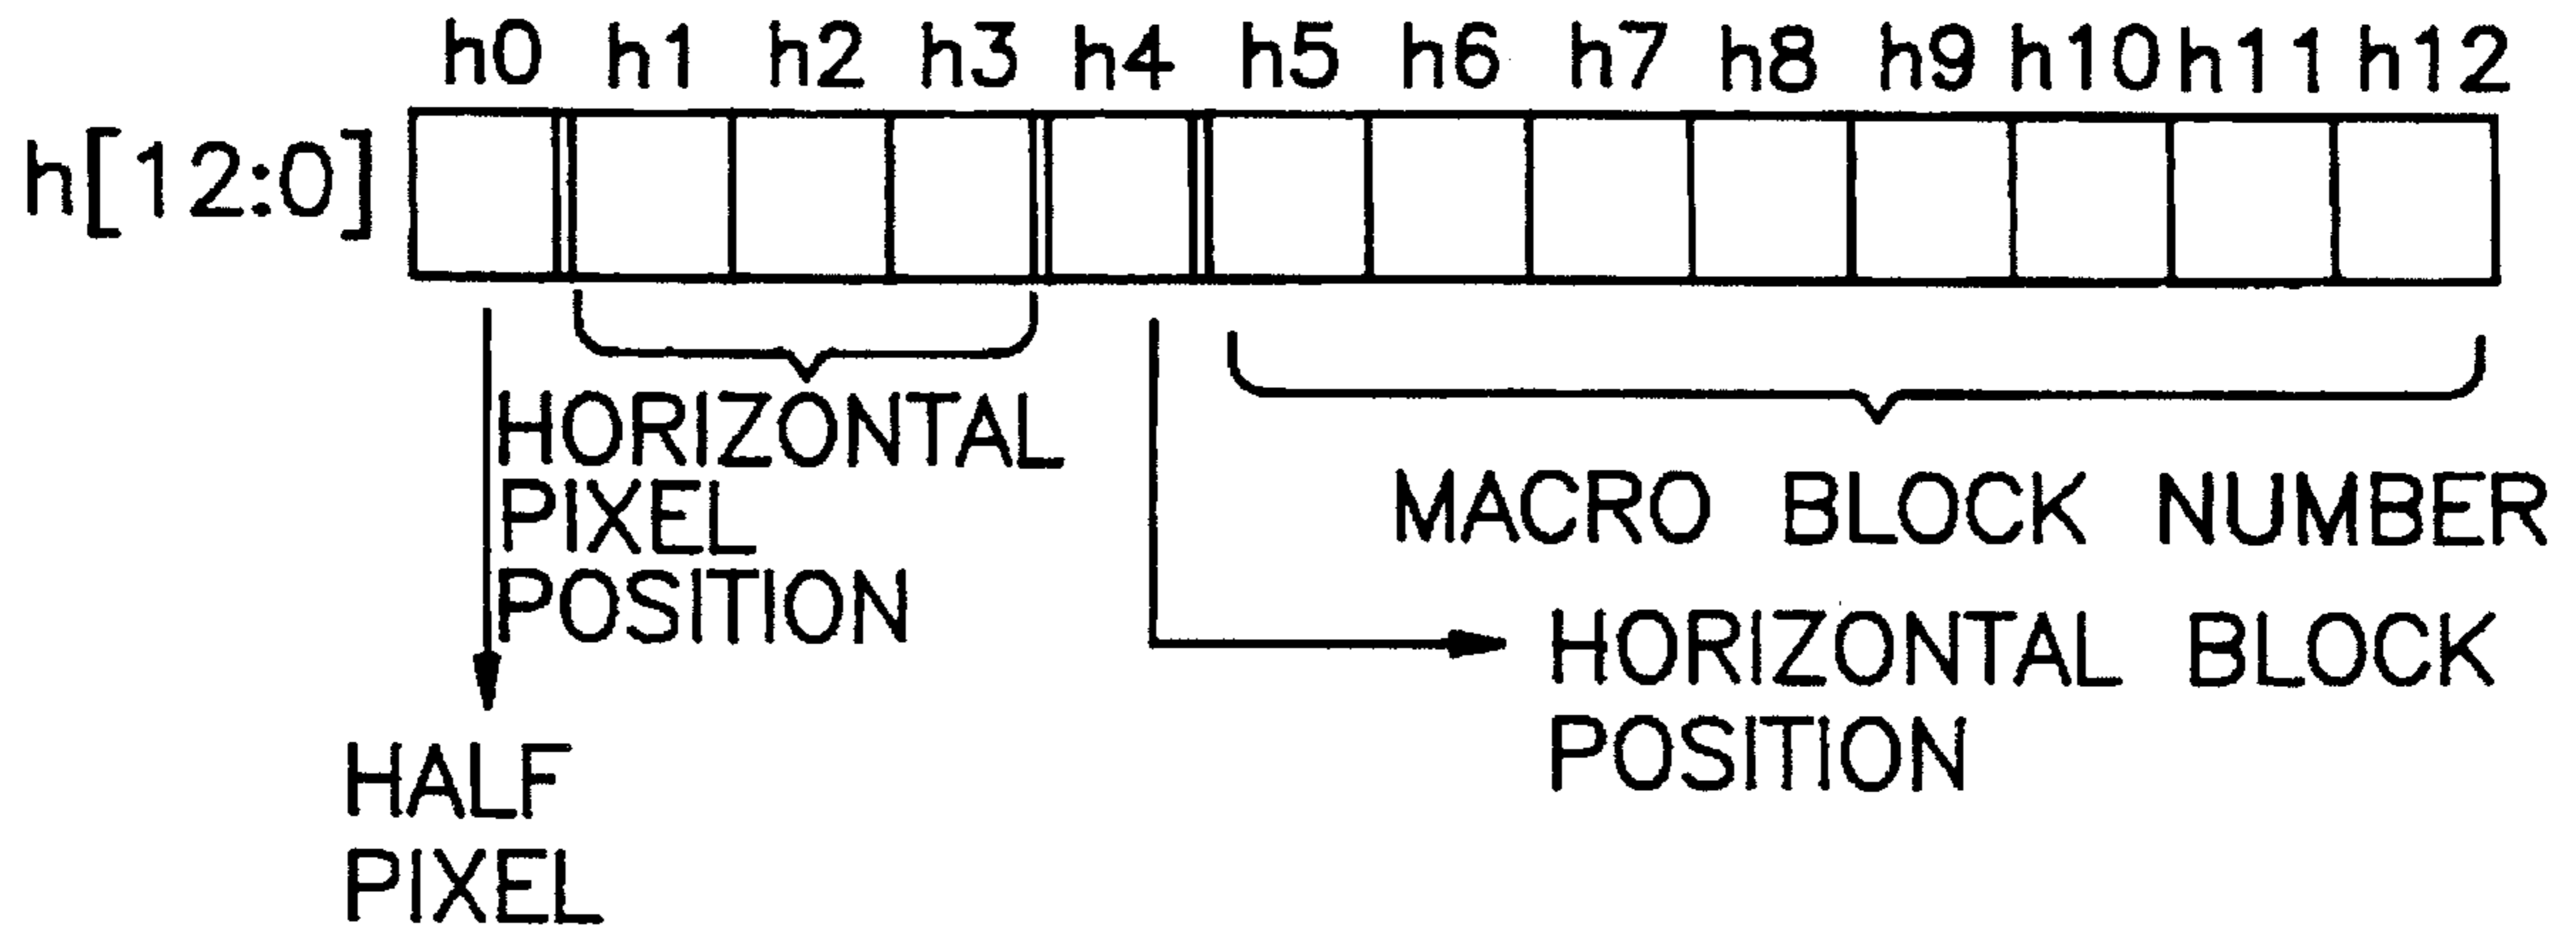 h0 h1 h2 h3 h4 h5 h6 h7 h8 h9 h10 h11 h12
h[12:0]
HORIZONTAL
PIXEL
POSITION
MACRO BLOCK NUMBER
HORIZONTAL BLOCK
POSITION
HALF
PIXEL